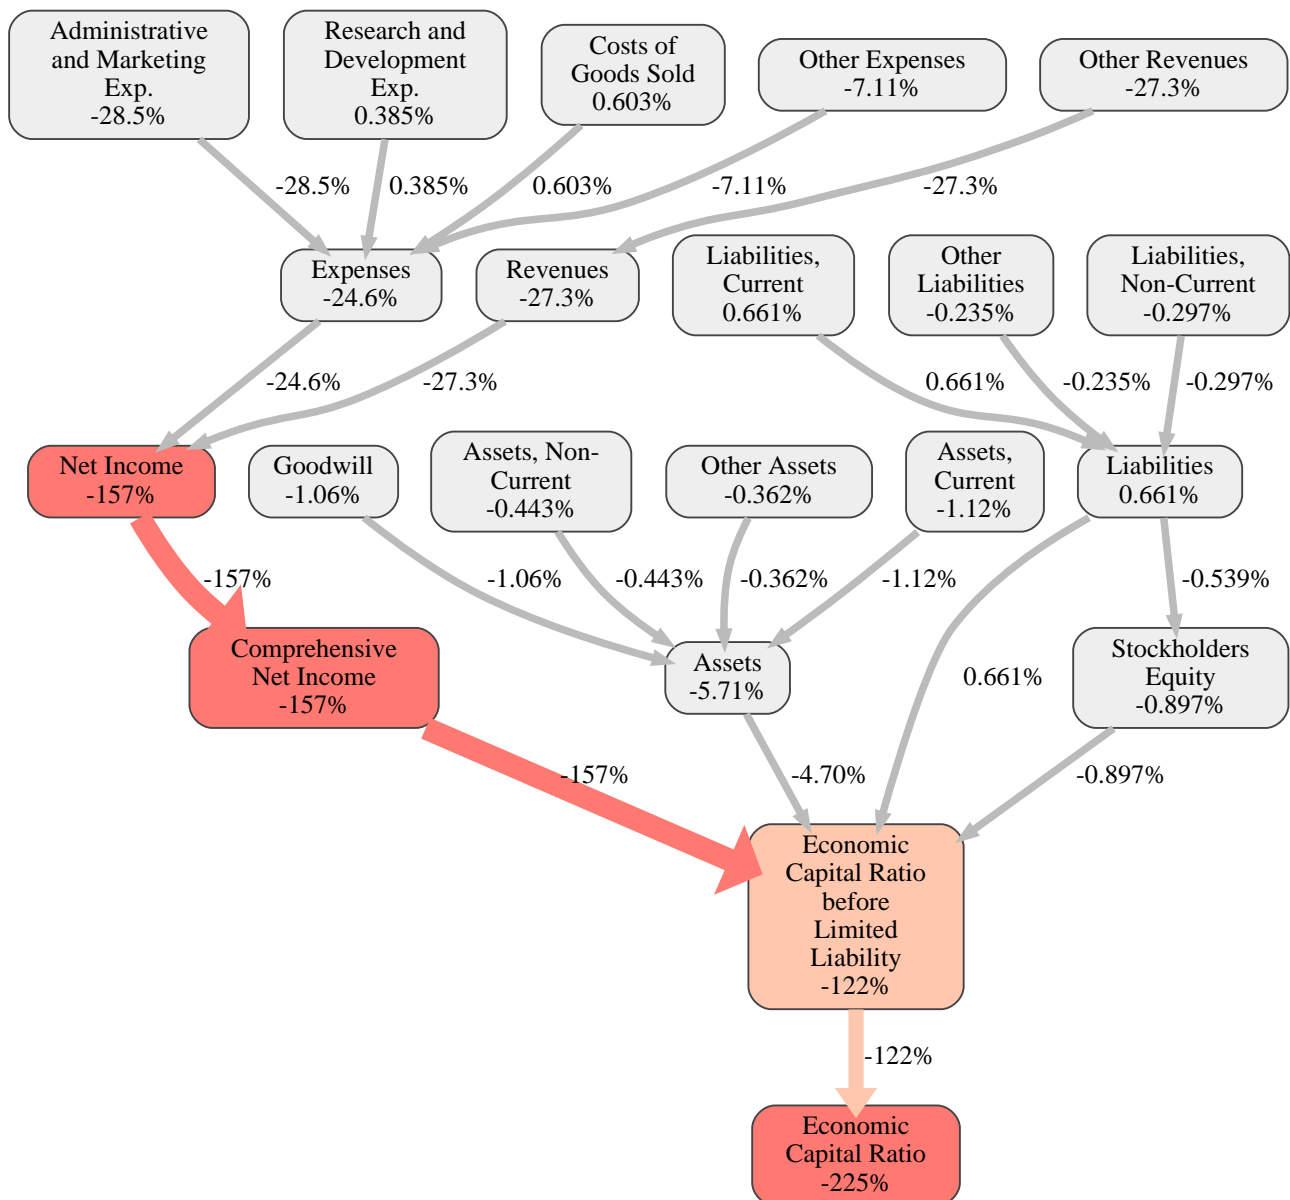 Administrative
and Marketing
Exp.
-28.5%
Research and
Development
Exp.
0.385%
Costs of
Goods Sold
0.603%
Other Expenses
-7.11%
Other Revenues
-27.3%
-28.5%
0.385%
0.603%
-7.11%
-27.3%
Expenses
-24.6%
Revenues
-27.3%
Liabilities,
Current
0.661%
Other
Liabilities
-0.235%
Liabilities,
Non-Current
-0.297%
-24.6%
-27.3%
0.661%
-0.235%
-0.297%
Net Income
-157%
Goodwill
-1.06%
Assets, Non-
Current
-0.443%
Other Assets
-0.362%
Assets,
Current
-1.12%
Liabilities
0.661%
-157%
-1.06%
-0.443%
-0.362%
-1.12%
-0.539%
Comprehensive
Net Income
-157%
Assets
-5.71%
0.661%
Stockholders
Equity
-0.897%
-157%
-4.70%
-0.897%
Economic
Capital Ratio
before
Limited
Liability
-122%
-122%
Economic
Capital Ratio
-225%